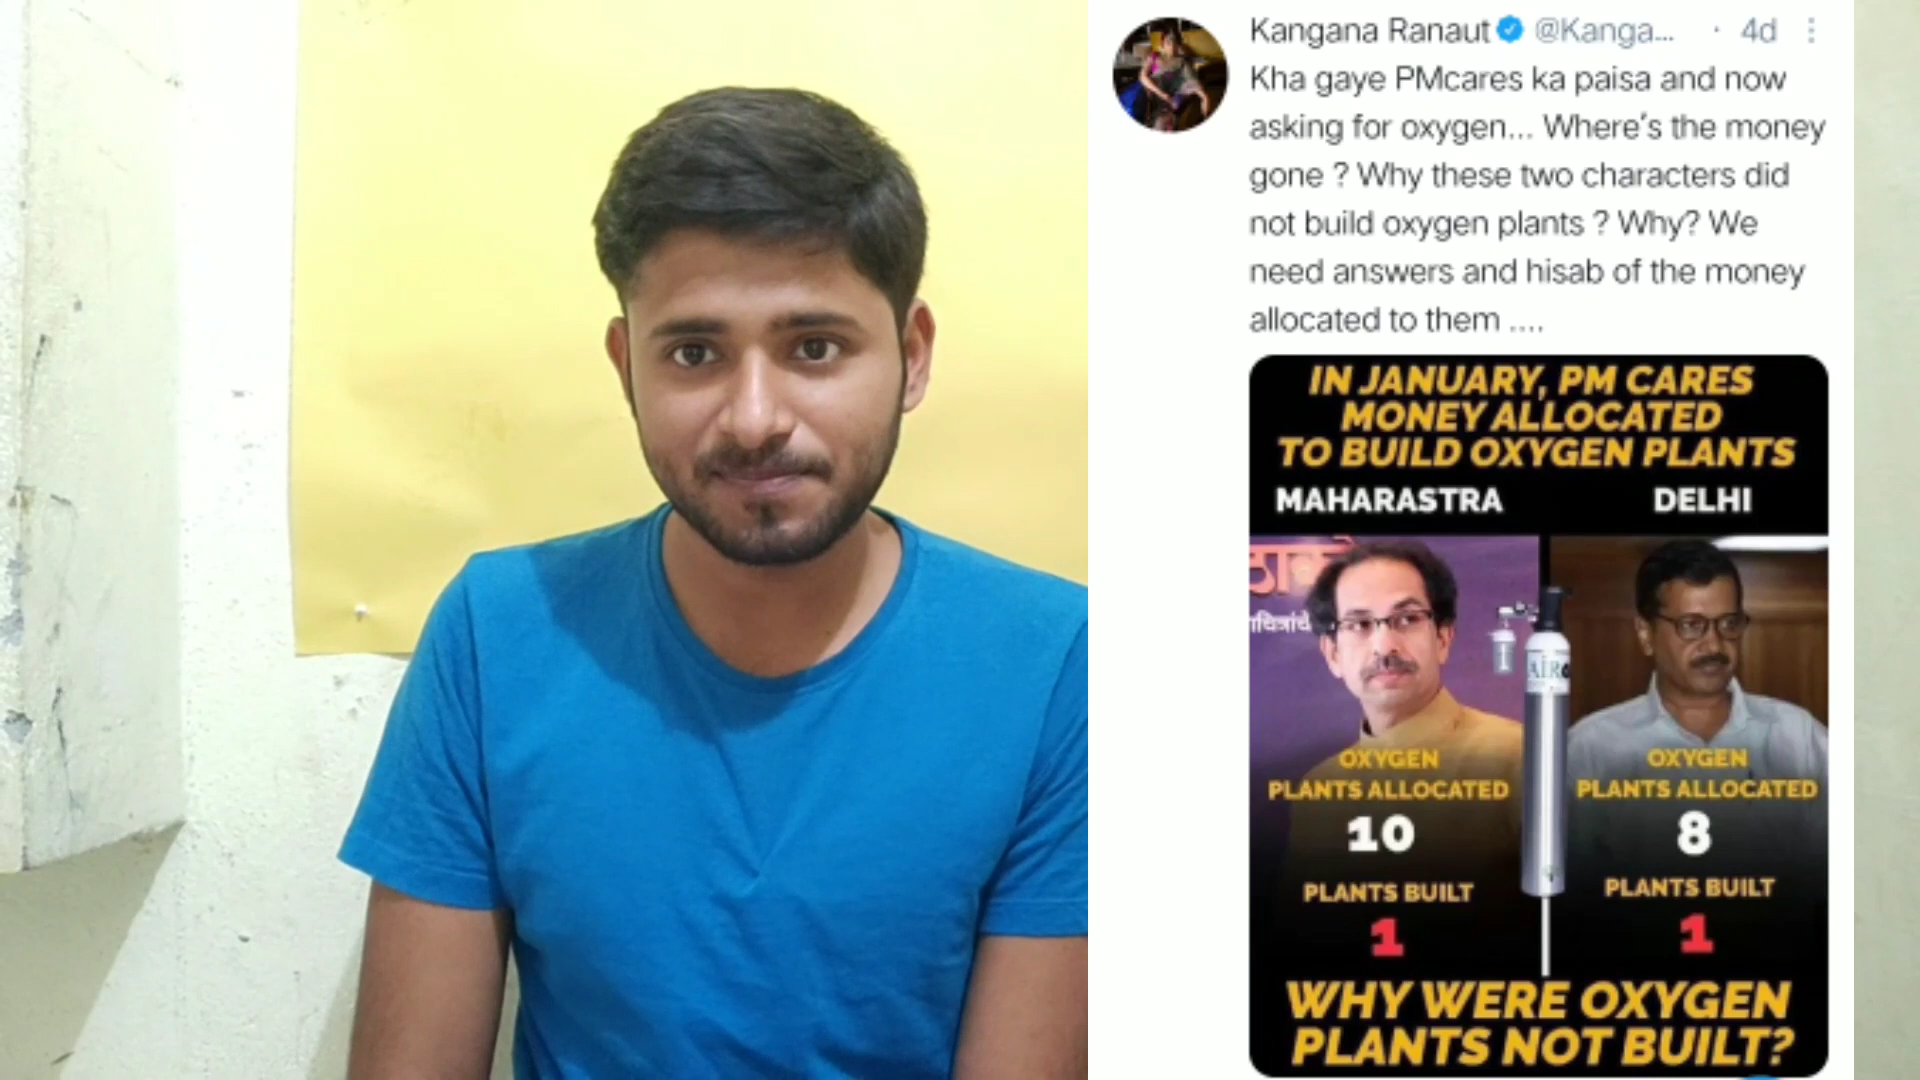 Kangana Ranaut @Kanga... · 4d
Kha gaye PMcares ka paisa and now
asking for oxygen... Where's the money
gone ? Why these two characters did
not build oxygen plants ? Why? We
need answers and hisab of the money
allocated to them ....
IN JANUARY, PM CARES
MONEY ALLOCATED
TO BUILD OXYGEN PLANTS
MAHARASTRA
DELHI
AIR
OXYGEN
PLANTS ALLOCATED
10
PLANTS BUILT
1
OXYGEN
PLANTS ALLOCATED
8
PLANTS BUILT
1
WHY WERE OXYGEN
PLANTS NOT BUILT?